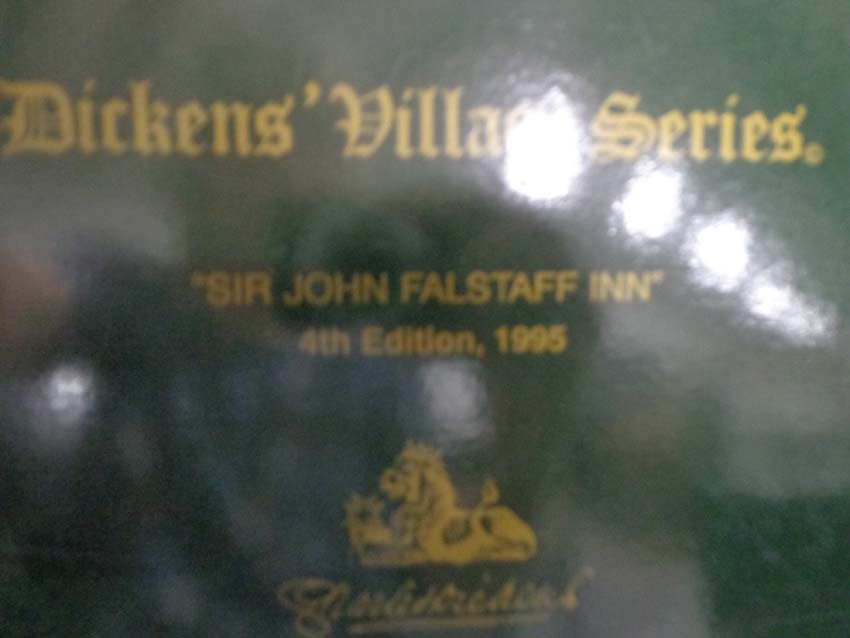 Dickens' Village Series©
"SIR JOHN FALSTAFF INN"
4th Edition, 1995